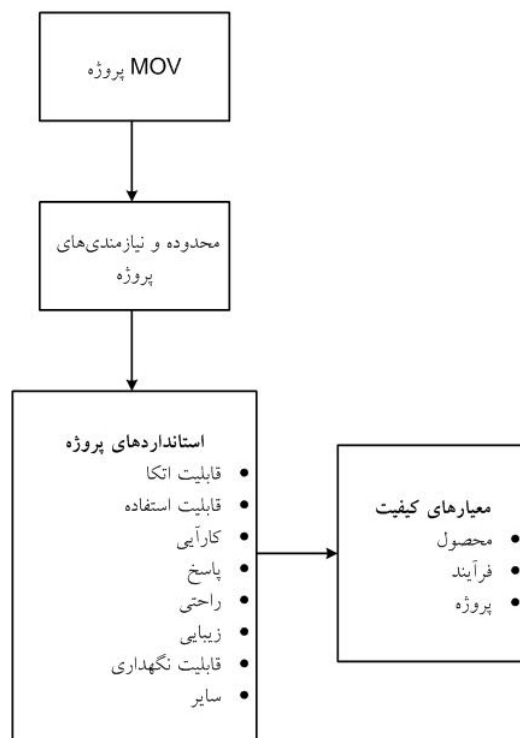 MOV پروژه
محدوده و نیازمندی‌های
پروژه
استانداردهای پروژه
قابلیت اتکا
قابلیت استفاده
کارآیی
پاسخ
راحتی
زیبایی
قابلیت نگهداری
سایر
معیارهای کیفیت
محصول
فرآیند
پروژه